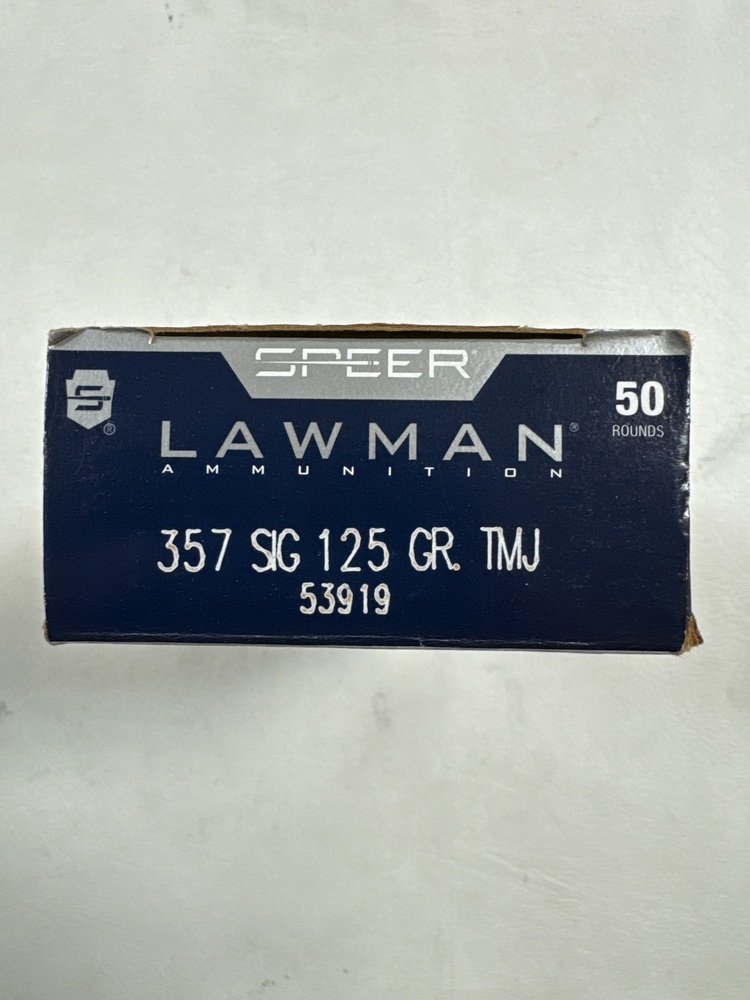 SPEER
S ®
50
ROUNDS
LAWMAN®
AMMUNITION
357 SIG 125 GR. TMJ
53919